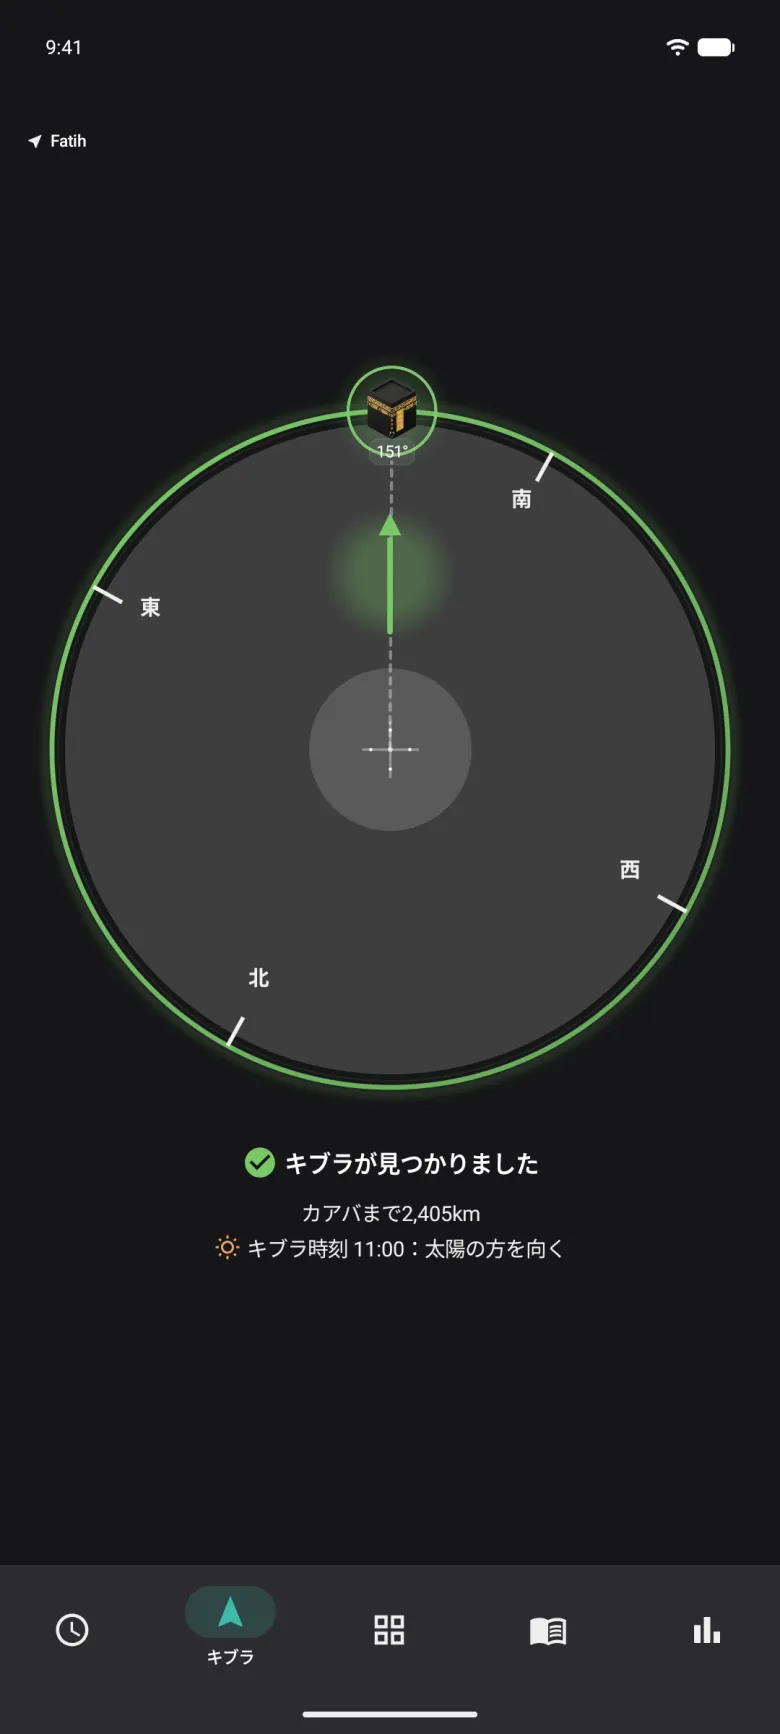 9:41
Fatih
151°
南
東
西
北
キブラが見つかりました
カアバまで2,405km
キブラ時刻 11:00：太陽の方を向く
キブラ